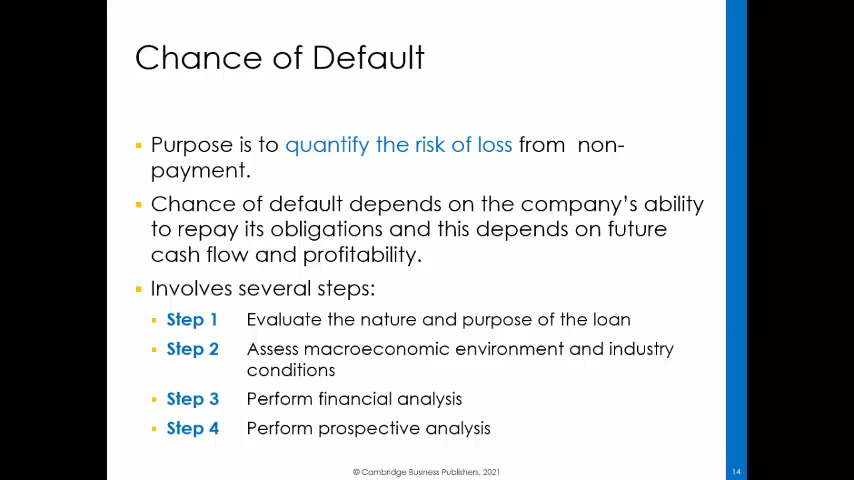 Chance of Default
▪ Purpose is to quantify the risk of loss from non-
payment.
▪ Chance of default depends on the company’s ability
to repay its obligations and this depends on future
cash flow and profitability.
▪ Involves several steps:
▪ Step 1 Evaluate the nature and purpose of the loan
▪ Step 2 Assess macroeconomic environment and industry
conditions
▪ Step 3 Perform financial analysis
▪ Step 4 Perform prospective analysis
© Cambridge Business Publishers, 2021
14